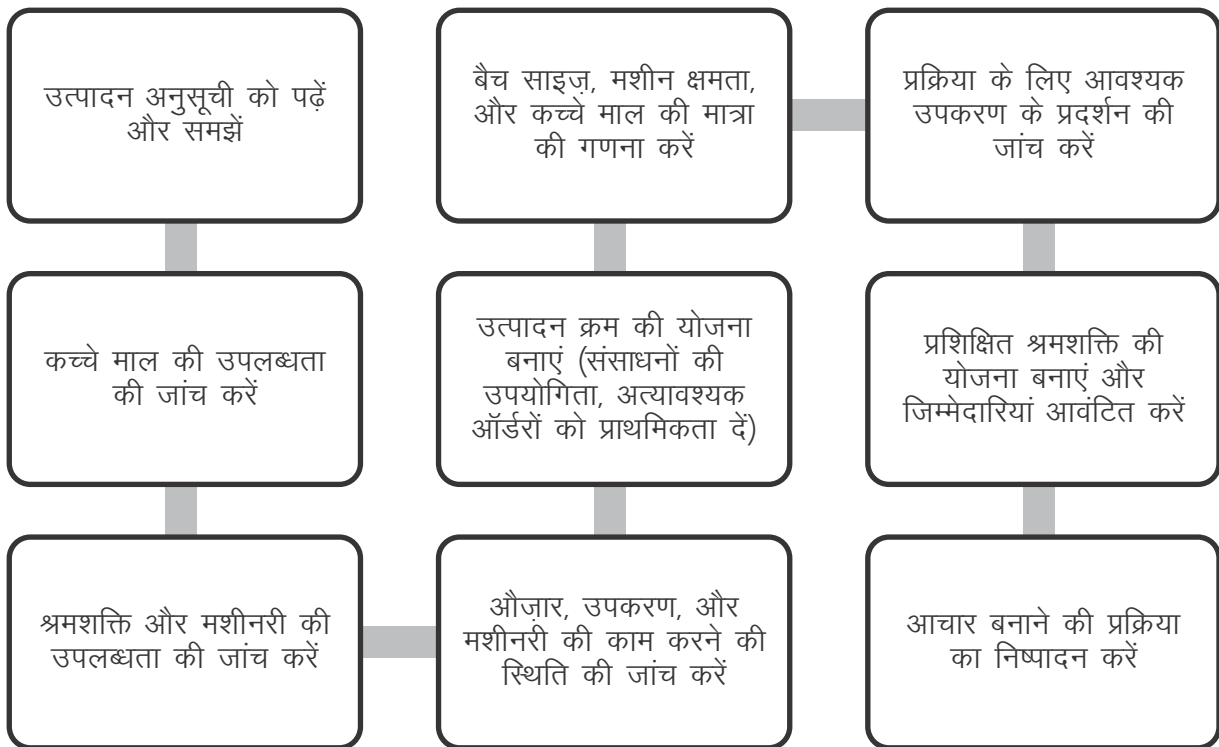 उत्पादन अनुसूची को पढ़ें
और समझें
कच्चे माल की उपलब्धता
की जांच करें
श्रमशक्ति और मशीनरी की
उपलब्धता की जांच करें
औज़ार, उपकरण, और
मशीनरी की काम करने की
स्थिति की जांच करें
उत्पादन क्रम की योजना
बनाएं (संसाधनों की
उपयोगिता, अत्यावश्यक
ऑर्डरों को प्राथमिकता दें)
बैच साइज़, मशीन क्षमता,
और कच्चे माल की मात्रा
की गणना करें
प्रक्रिया के लिए आवश्यक
उपकरण के प्रदर्शन की
जांच करें
प्रशिक्षित श्रमशक्ति की
योजना बनाएं और
जिम्मेदारियां आवंटित करें
आचार बनाने की प्रक्रिया
का निष्पादन करें